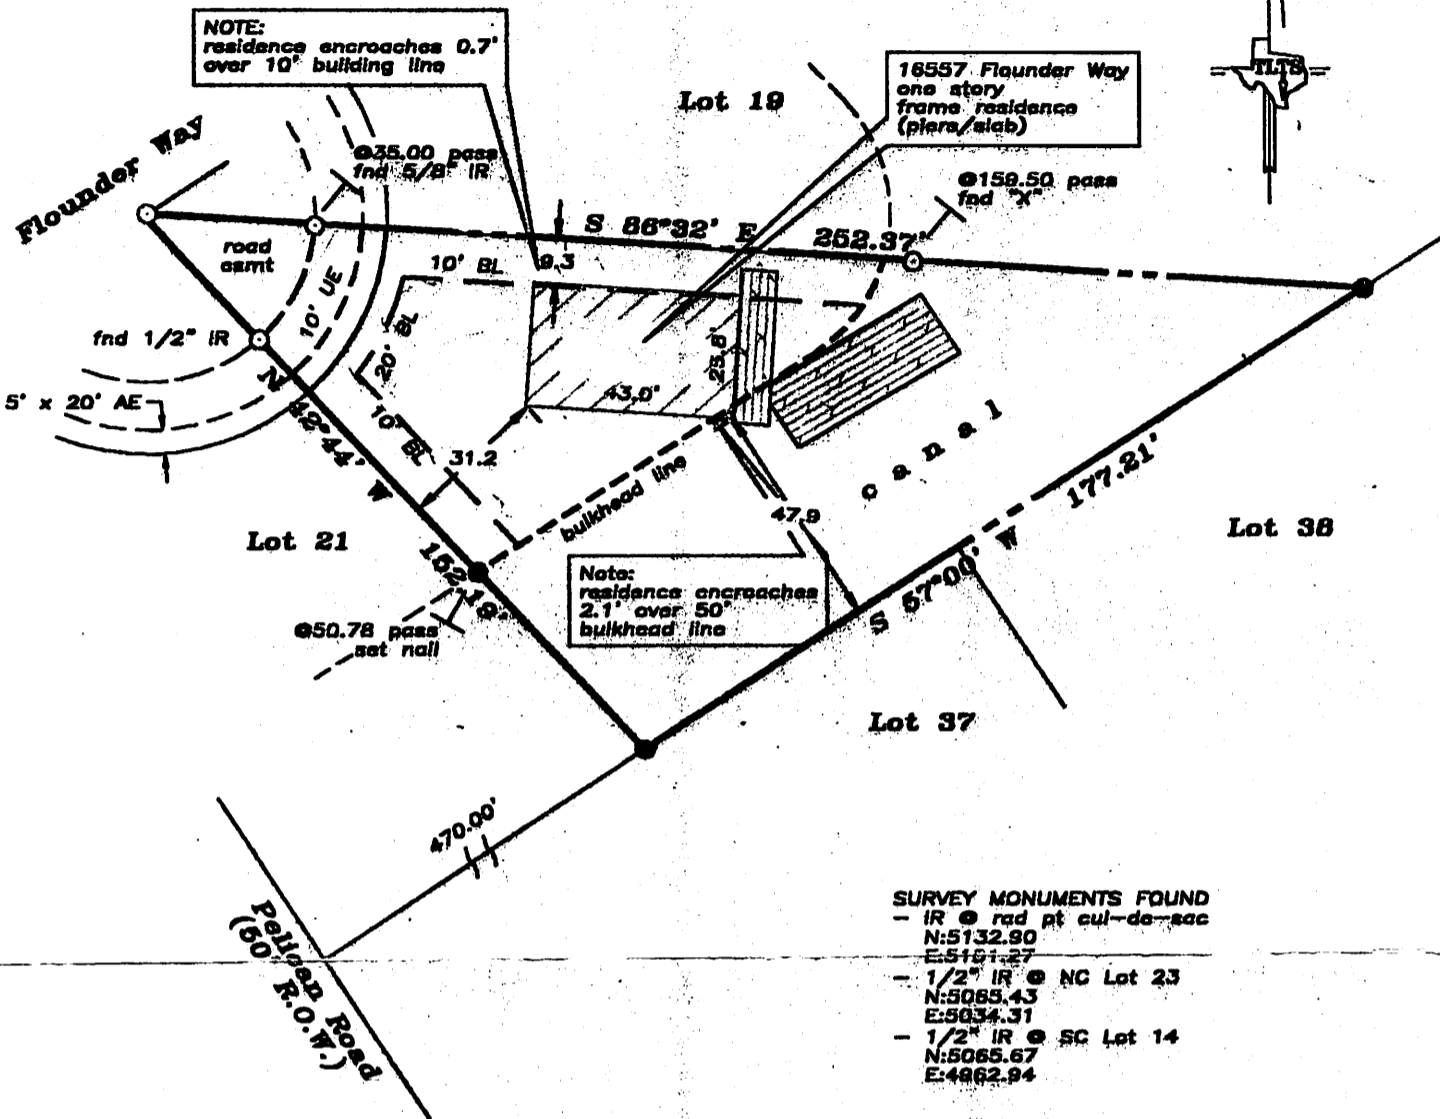 NOTE:
residence encroaches 0.7'
over 10' building line
16557 Flounder Way
one story
frame residence
(piers/slab)
TLTS
Lot 19
Flounder Way
@35.00 pass
fnd 5/8" IR
@159.50 pass
fnd "X"
S 86°32' E 252.37'
road
esmt
10' UE
10' BL
9.3
20' BL
fnd 1/2" IR
25.8'
43.6'
5' x 20' AE
10' BL
N 42°44' W
31.2
canal
bulkhead line
177.21'
47.9
Lot 21
Lot 38
152.19'
S 57°00' W
Note:
residence encroaches
2.1' over 50'
bulkhead line
@50.78 pass
set nail
Lot 37
470.00'
Pelican Road
(50' R.O.W.)
SURVEY MONUMENTS FOUND
- IR @ rad pt cul-de-sac
N:5132.90
- 1/2" IR @ NC Lot 23
N:5065.43
E:5034.31
- 1/2" IR @ SC Lot 14
N:5065.67
E:4962.94